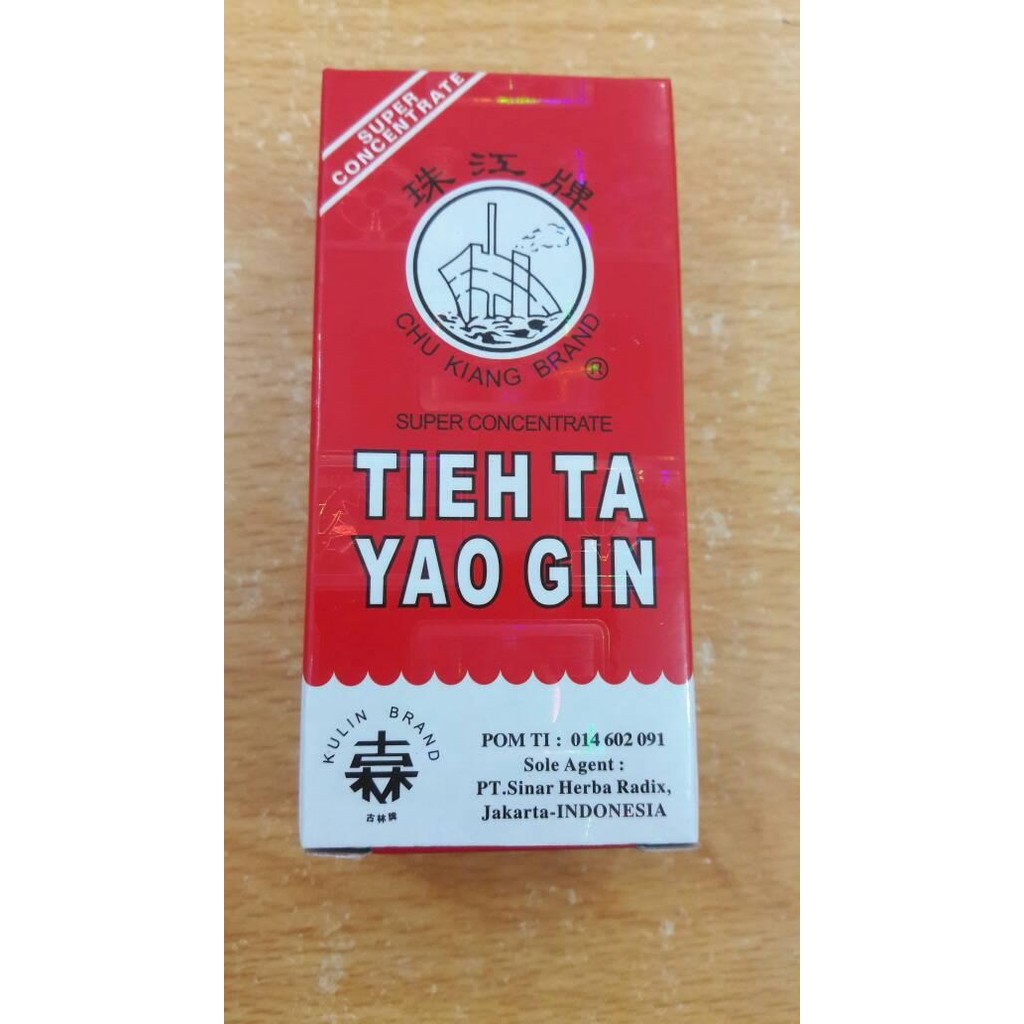 SUPER
CONCENTRATE
珠江牌
CHU KIANG BRAND ®
SUPER CONCENTRATE
TIEH TA
YAO GIN
KULIN BRAND
古林牌
POM TI : 014 602 091
Sole Agent :
PT.Sinar Herba Radix,
Jakarta-INDONESIA